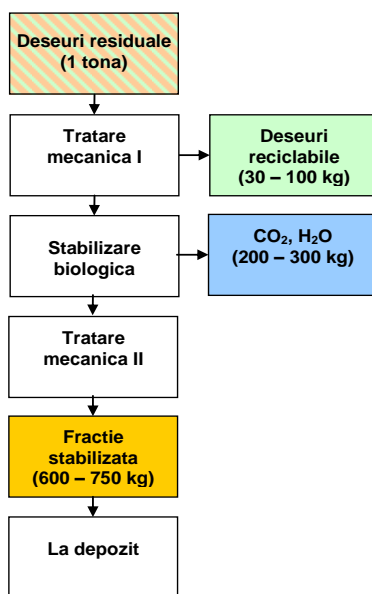 Deseuri residuale
(1 tona)
Tratare
mecanica I
Deseuri
reciclabile
(30 – 100 kg)
Stabilizare
biologica
CO₂, H₂O
(200 – 300 kg)
Tratare
mecanica II
Fractie
stabilizata
(600 – 750 kg)
La depozit